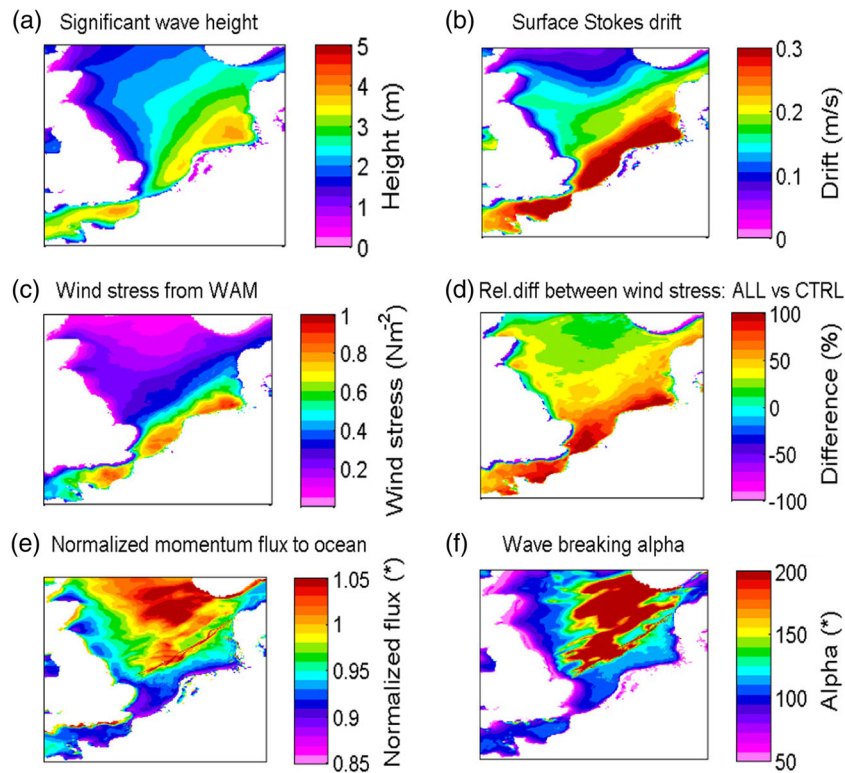 (a) Significant wave height
5
4
3
2
1
0
Height (m)
(b) Surface Stokes drift
0.3
0.2
0.1
0
Drift (m/s)
(c) Wind stress from WAM
1
0.8
0.6
0.4
0.2
Wind stress (Nm⁻²)
(d) Rel.diff between wind stress: ALL vs CTRL
100
50
0
-50
-100
Difference (%)
(e) Normalized momentum flux to ocean
1.05
1
0.95
0.9
0.85
Normalized flux (*)
(f) Wave breaking alpha
200
150
100
50
Alpha (*)